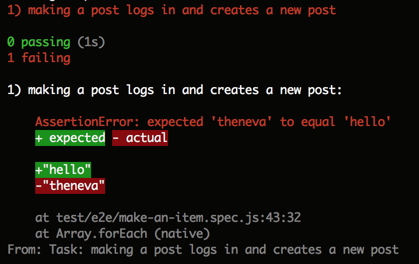 1) making a post logs in and creates a new post
0 passing (1s)
1 failing
1) making a post logs in and creates a new post:
AssertionError: expected 'theneva' to equal 'hello'
+ expected - actual
+"hello"
-"theneva"
at test/e2e/make-an-item.spec.js:43:32
at Array.forEach (native)
From: Task: making a post logs in and creates a new post